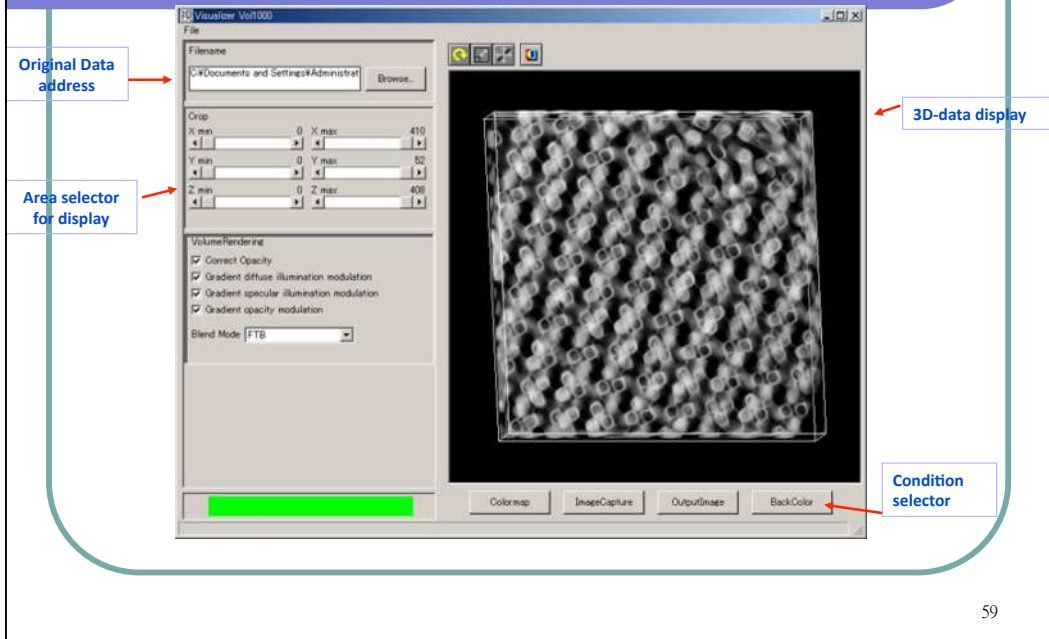 Visualizer Vol1000
File
Filename
C:¥Documents and Settings¥Administrat
Browse...
Original Data
address
3D-data display
Crop
X min 0 X max 410
Y min 0 Y max 52
Z min 0 Z max 408
Area selector
for display
VolumeRendering
Correct Opacity
Gradient diffuse illumination modulation
Gradient specular illumination modulation
Gradient opacity modulation
Blend Mode FTB
Condition
selector
Colormap ImageCapture OutputImage BackColor
59